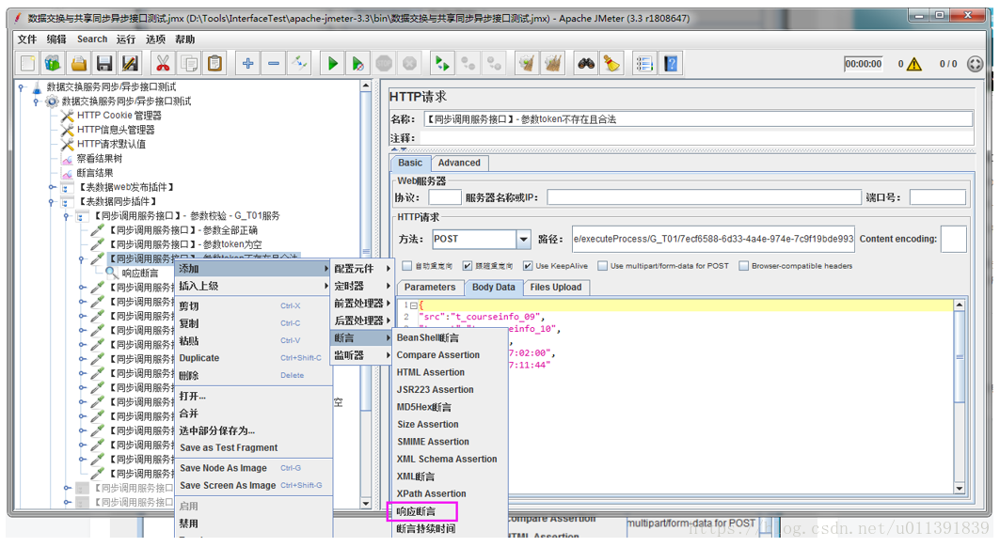 数据交换与共享同步异步接口测试.jmx (D:\Tools\InterfaceTest\apache-jmeter-3.3\bin\数据交换与共享同步异步接口测试.jmx) - Apache JMeter (3.3 r1808647)
文件 编辑 Search 运行 选项 帮助
00:00:00 0 0 / 0
数据交换服务同步/异步接口测试
数据交换服务同步/异步接口测试
HTTP Cookie 管理器
HTTP信息头管理器
HTTP请求默认值
察看结果树
断言结果
【表数据web发布插件】
【表数据同步插件】
【同步调用服务接口】- 参数校验 - G_T01服务
【同步调用服务接口】- 参数全部正确
【同步调用服务接口】- 参数token为空
【同步调用服务接口】- 参数token不存在且合法
响应断言
【同步调用服务
【同步调用服务
【同步调用服务
【同步调用服务
【同步调用服务
【同步调用服务
【同步调用服务
【同步调用服务
空
【同步调用服务
【同步调用服务
【同步调用服务
【同步调用服务
【同步调用服务
【同步调用服务
【同步调用服务接口
【同步调用服务接口
添加
插入上级
剪切 Ctrl-X
复制 Ctrl-C
粘贴 Ctrl-V
Duplicate Ctrl+Shift-C
删除 Delete
打开...
合并
选中部分保存为...
Save as Test Fragment
Save Node As Image Ctrl-G
Save Screen As Image Ctrl+Shift-G
启用
禁用
配置元件
定时器
前置处理器
后置处理器
断言
监听器
BeanShell断言
Compare Assertion
HTML Assertion
JSR223 Assertion
MD5Hex断言
Size Assertion
SMIME Assertion
XML Schema Assertion
XML断言
XPath Assertion
响应断言
断言持续时间
HTTP请求
名称: 【同步调用服务接口】- 参数token不存在且合法
注释:
Basic Advanced
Web服务器
协议: 服务器名称或IP: 端口号:
HTTP请求
方法: POST 路径: e/executeProcess/G_T01/7ecf6588-6d33-4a4e-974e-7c9f19bde993 Content encoding:
自动重定向 跟随重定向 Use KeepAlive Use multipart/form-data for POST Browser-compatible headers
Parameters Body Data Files Upload
1 {
2 "src":"t_courseinfo_09",
einfo_10",
,
7:02:00",
7:11:44"
Compare Assertion
multipart/form-data for POST
HTML Assertion
https://blog.csdn.net/u011391839